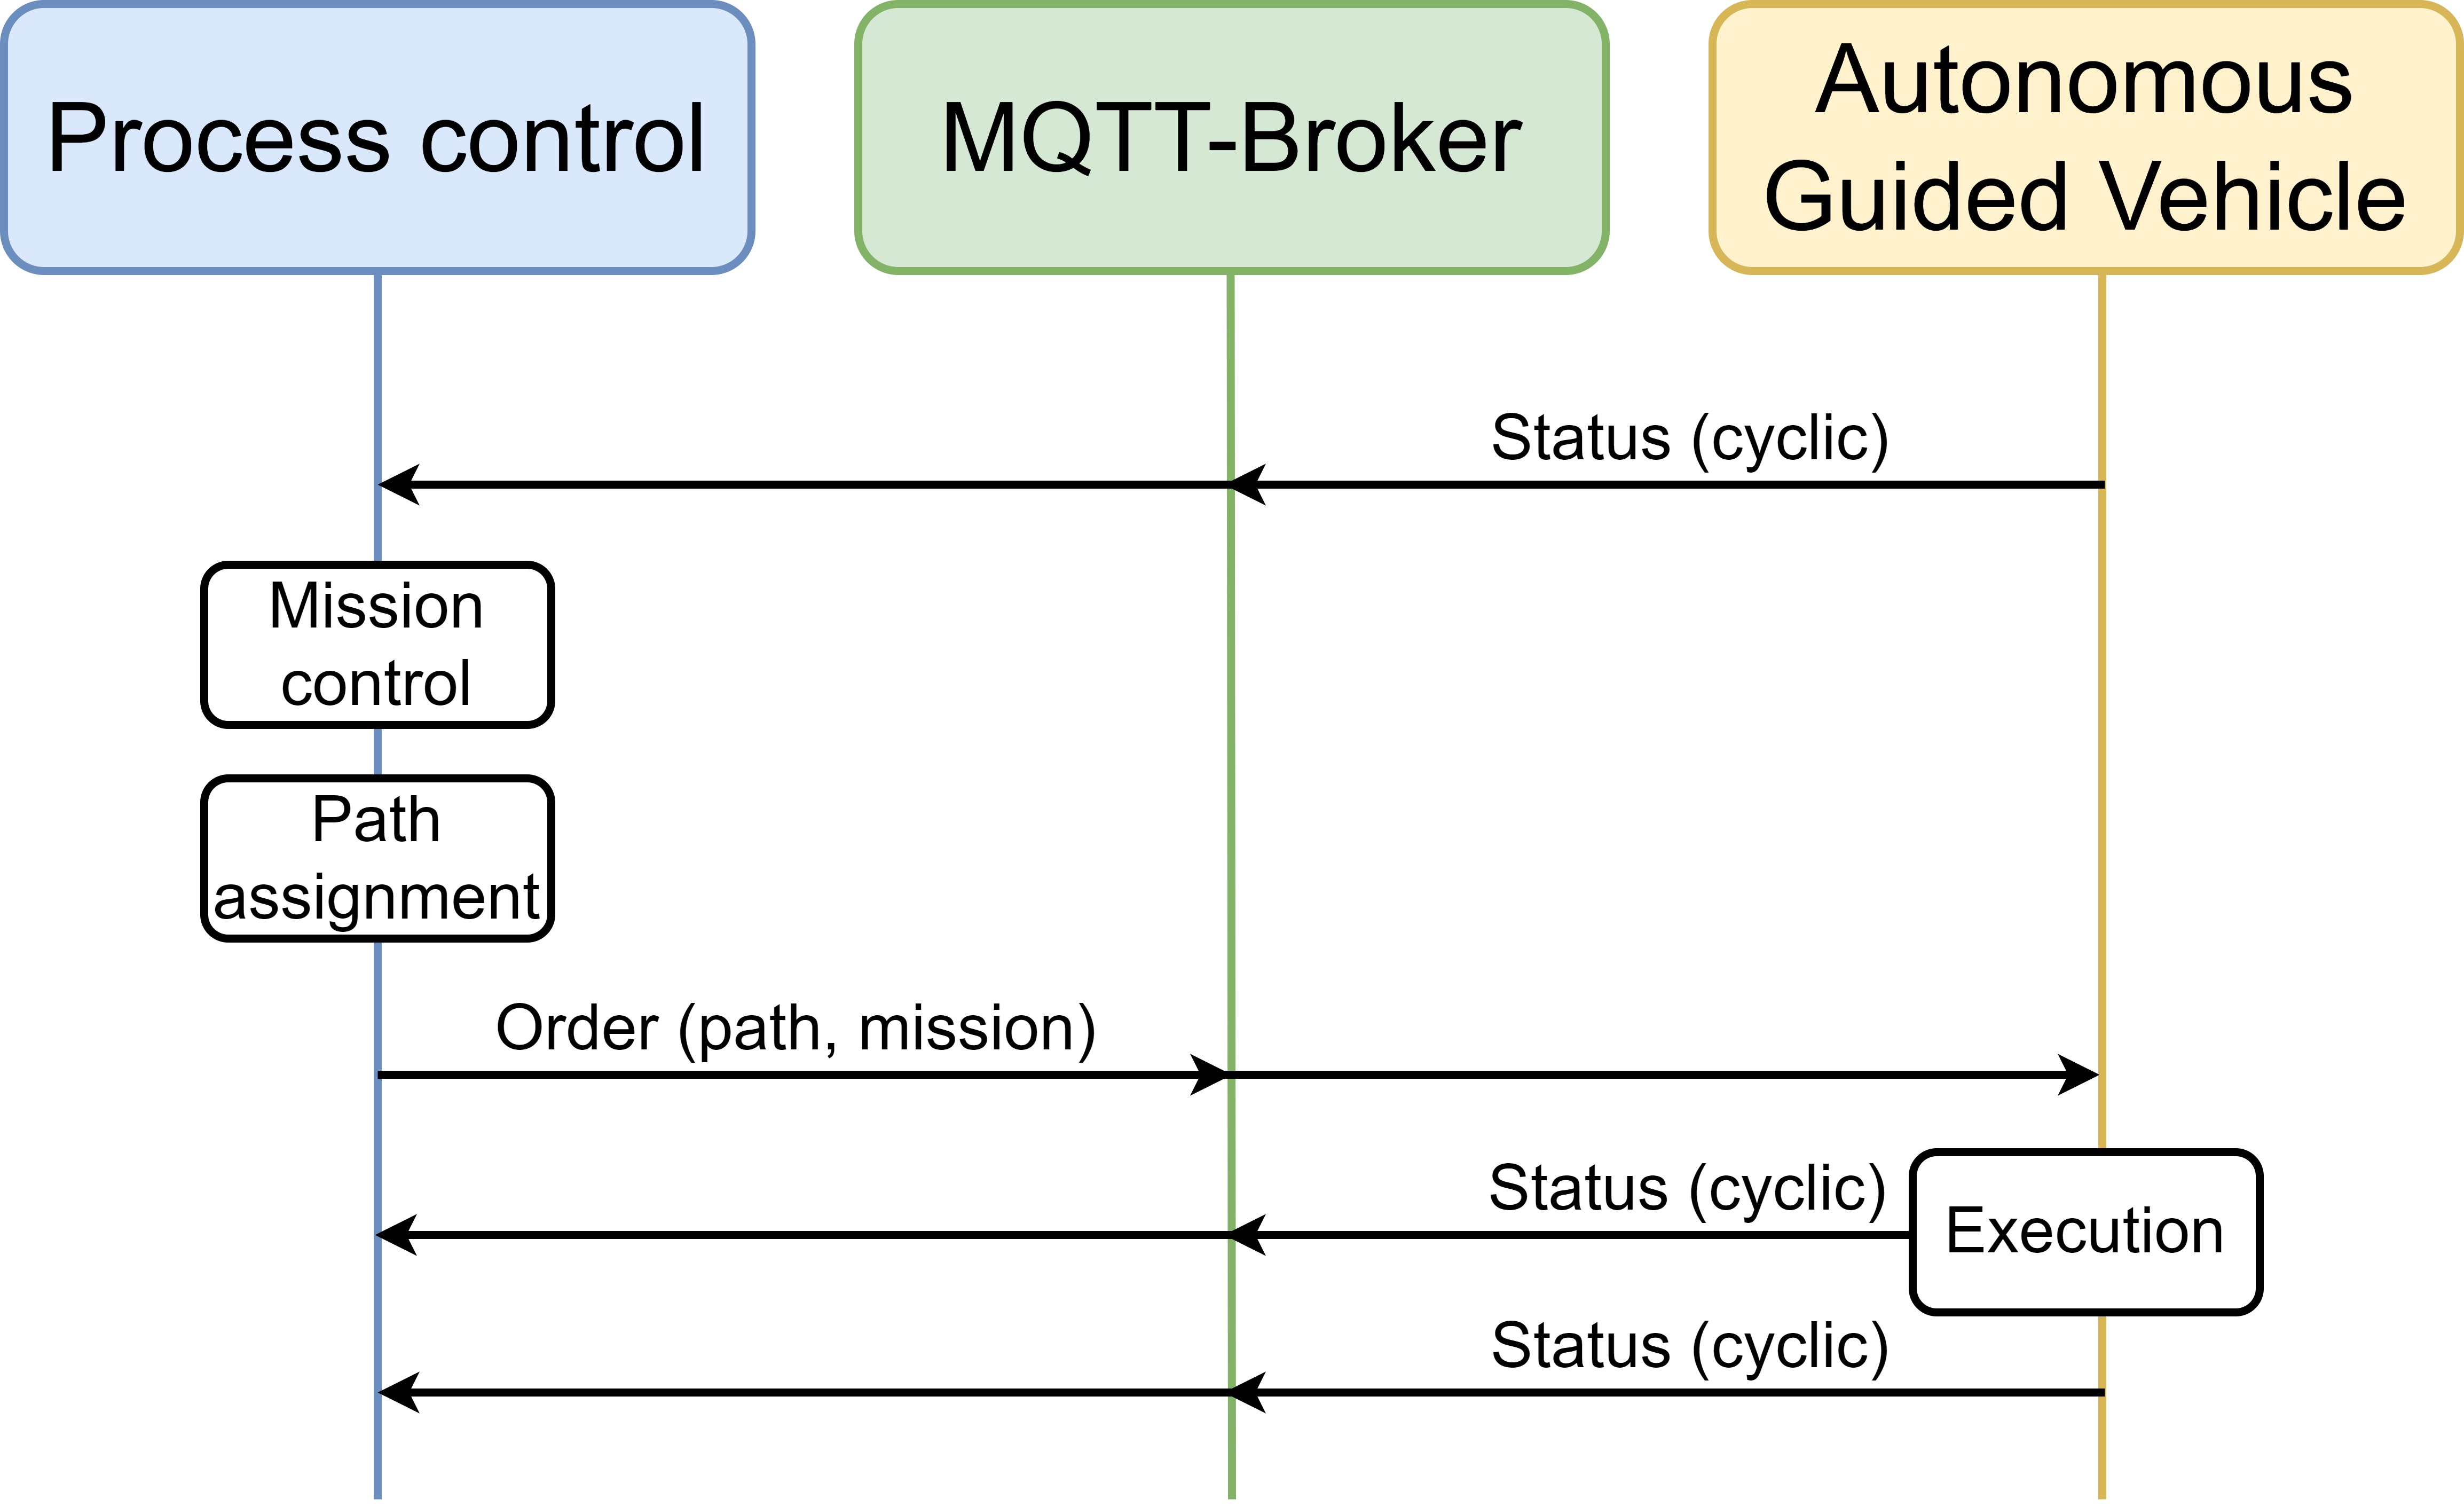 Process control
MQTT-Broker
Autonomous
Guided Vehicle
Status (cyclic)
Mission
control
Path
assignment
Order (path, mission)
Status (cyclic)
Execution
Status (cyclic)